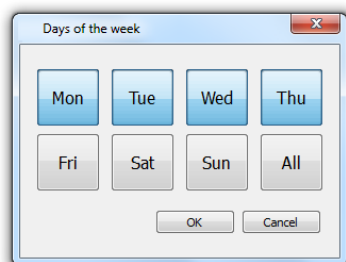 Days of the week
Mon Tue Wed Thu
Fri Sat Sun All
OK Cancel